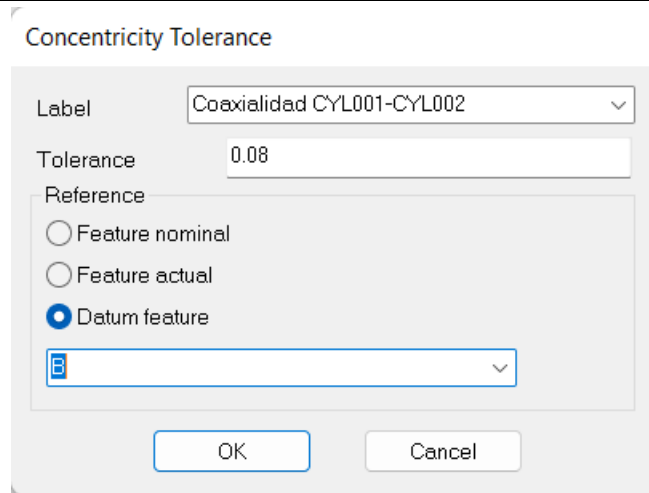 Concentricity Tolerance
Label Coaxialidad CYL001-CYL002
Tolerance 0.08
Reference
Feature nominal
Feature actual
Datum feature
B
OK Cancel